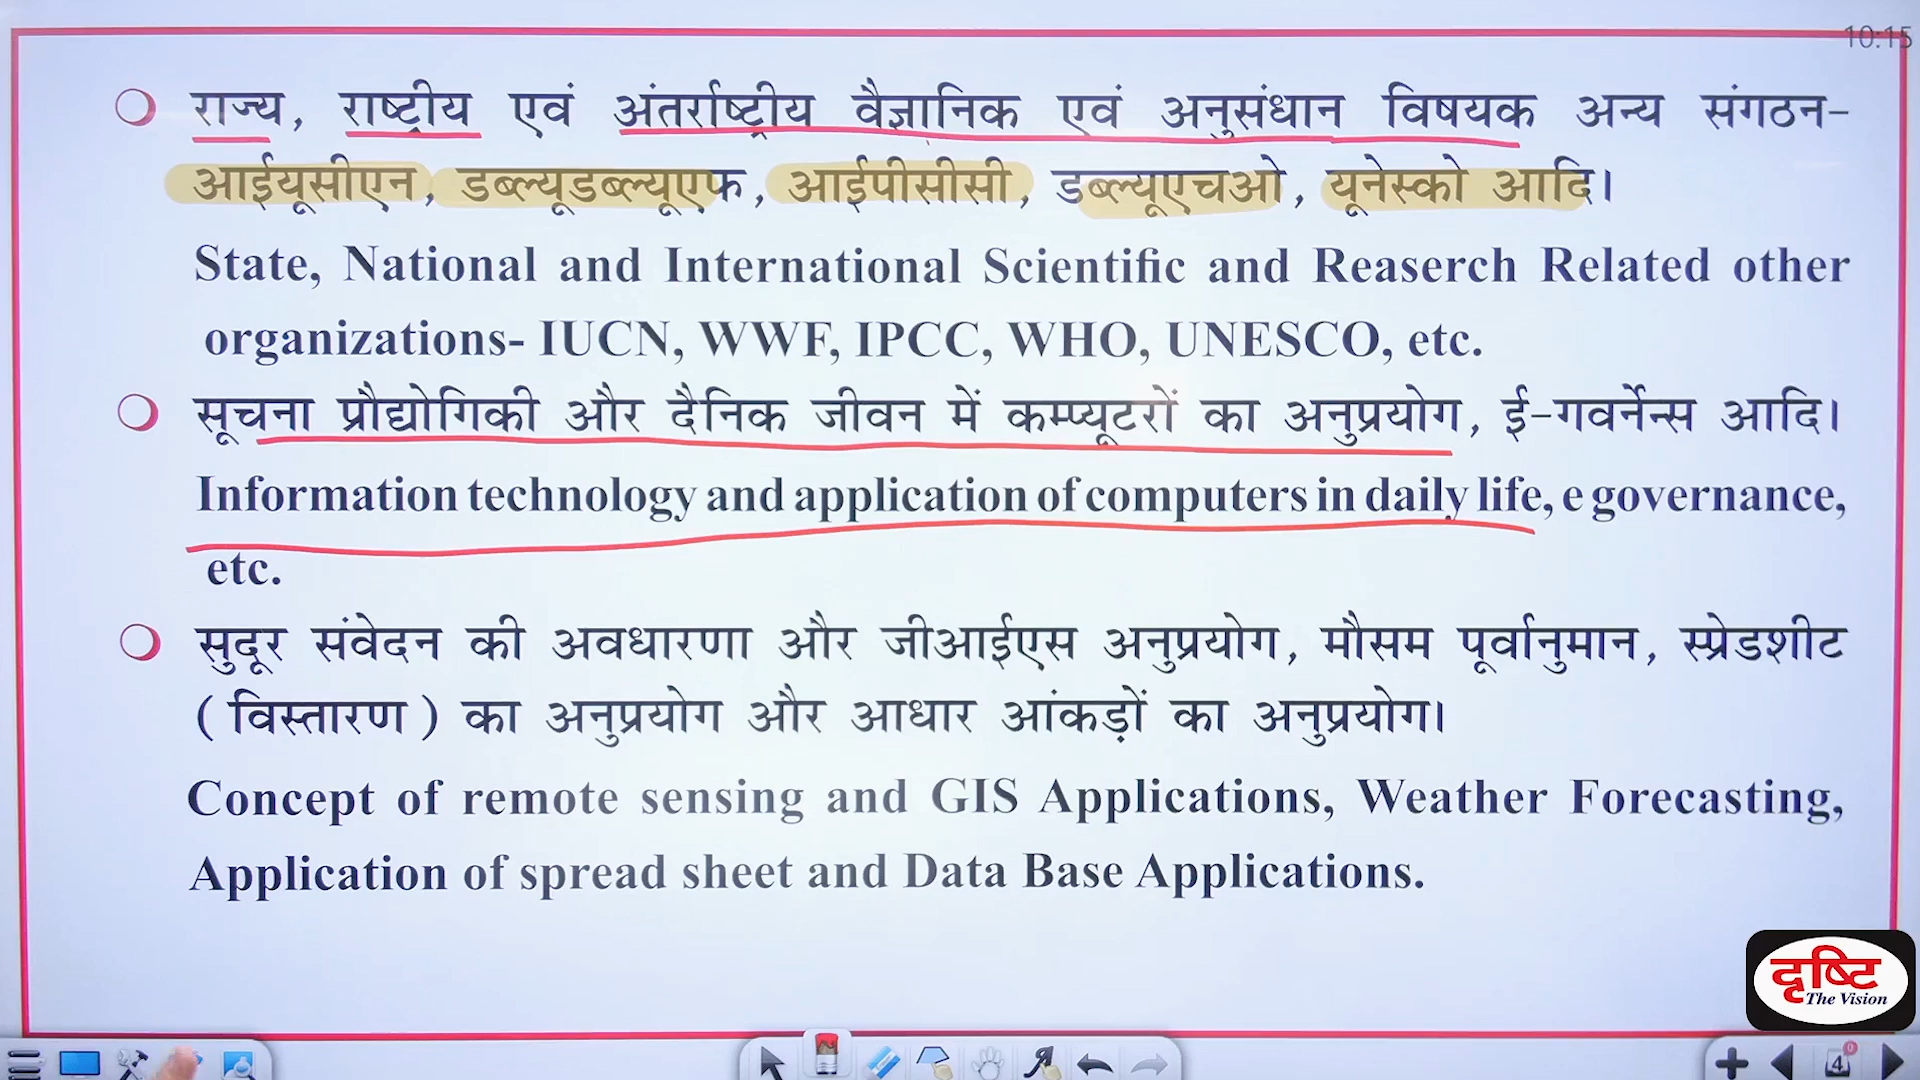 10:15
राज्य, राष्ट्रीय एवं अंतर्राष्ट्रीय वैज्ञानिक एवं अनुसंधान विषयक अन्य संगठन-
आईयूसीएन, डब्ल्यूडब्ल्यूएफ, आईपीसीसी, डब्ल्यूएचओ, यूनेस्को आदि।
State, National and International Scientific and Reaserch Related other
organizations- IUCN, WWF, IPCC, WHO, UNESCO, etc.
सूचना प्रौद्योगिकी और दैनिक जीवन में कम्प्यूटरों का अनुप्रयोग, ई-गवर्नेन्स आदि।
Information technology and application of computers in daily life, e governance,
etc.
सुदूर संवेदन की अवधारणा और जीआईएस अनुप्रयोग, मौसम पूर्वानुमान, स्प्रेडशीट
(विस्तारण) का अनुप्रयोग और आधार आंकड़ों का अनुप्रयोग।
Concept of remote sensing and GIS Applications, Weather Forecasting,
Application of spread sheet and Data Base Applications.
दृष्टि
The Vision
4
0